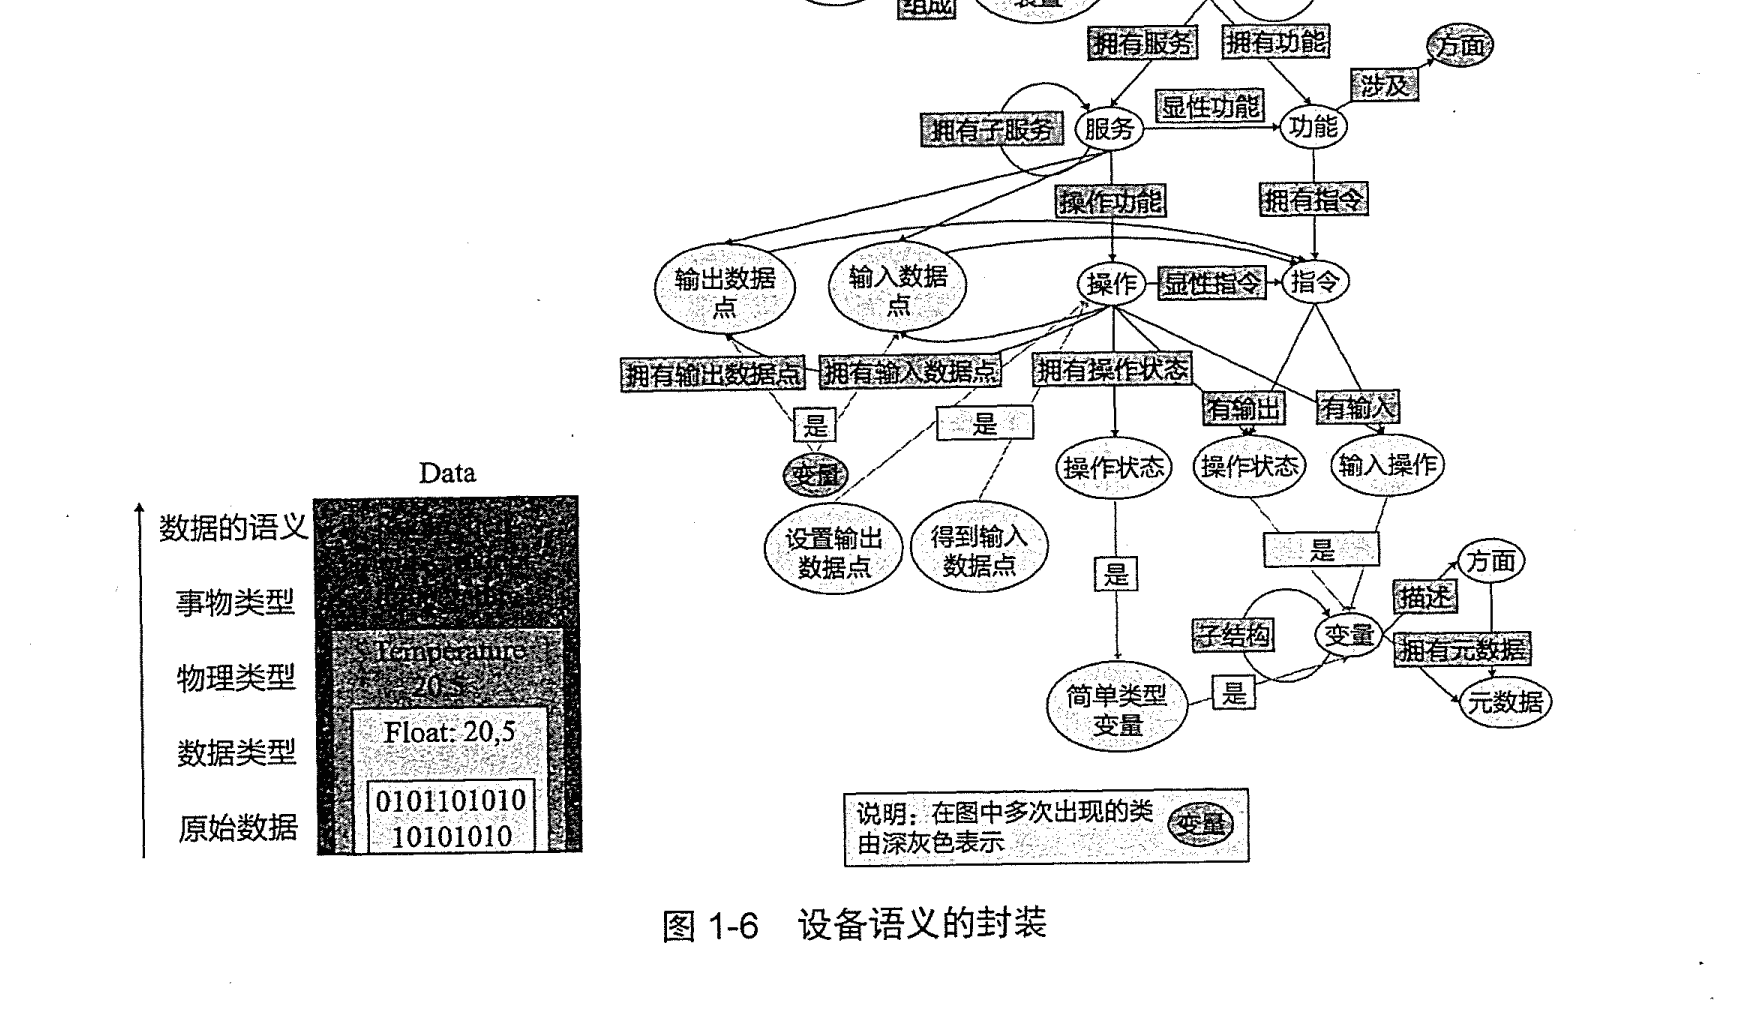 组成
装置
拥有服务
拥有功能
方面
涉及
显性功能
拥有子服务
服务
功能
操作功能
拥有指令
输出数据
点
输入数据
点
操作
显性指令
指令
拥有输出数据点
拥有输入数据点
拥有操作状态
有输出
有输入
是
是
变量
操作状态
操作状态
输入操作
设置输出
数据点
得到输入
数据点
是
是
方面
描述
子结构
变量
拥有元数据
简单类型
变量
是
元数据
Data
数据的语义
事物类型
物理类型
Temperature
20.5
数据类型
Float: 20,5
原始数据
0101101010
10101010
说明：在图中多次出现的类
由深灰色表示
变量
图 1-6 设备语义的封装